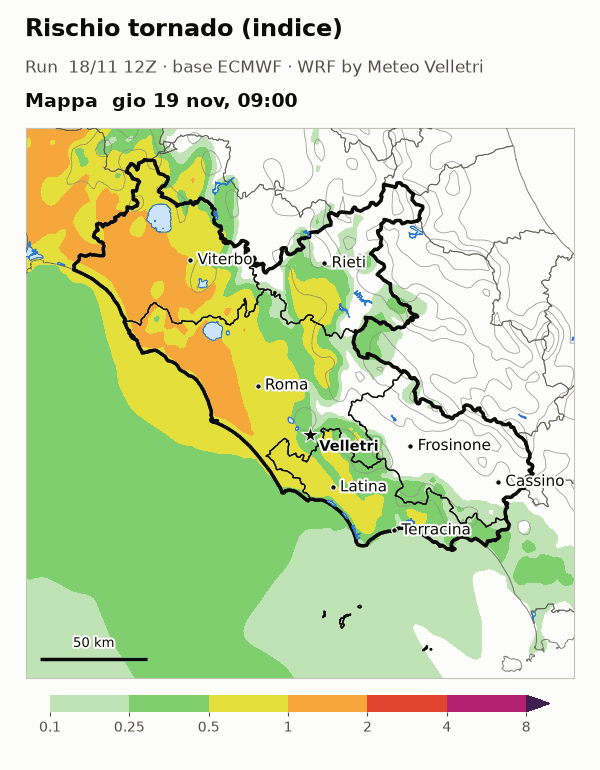 Rischio tornado (indice)
Run 18/11 12Z · base ECMWF · WRF by Meteo Velletri
Mappa gio 19 nov, 09:00
Viterbo
Rieti
Roma
Velletri
Frosinone
Cassino
Latina
Terracina
50 km
0.1 0.25 0.5 1 2 4 8